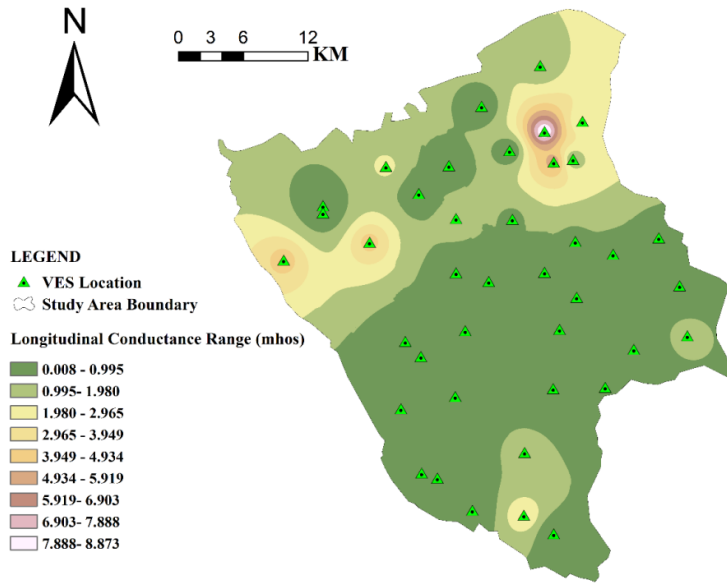 N
0 3 6 12
KM
LEGEND
VES Location
Study Area Boundary
Longitudinal Conductance Range (mhos)
0.008 - 0.995
0.995- 1.980
1.980 - 2.965
2.965 - 3.949
3.949 - 4.934
4.934 - 5.919
5.919 - 6.903
6.903- 7.888
7.888- 8.873